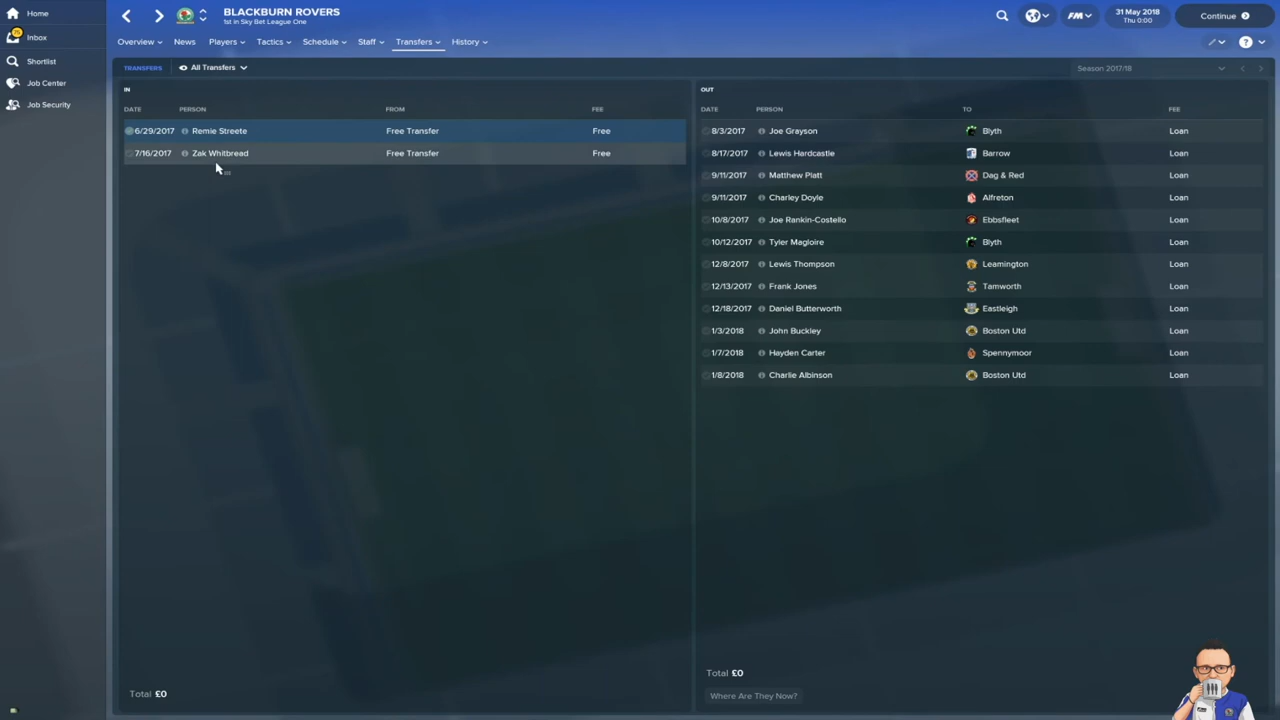 Home
Inbox
Shortlist
Job Center
Job Security
BLACKBURN ROVERS
1st in Sky Bet League One
FM
31 May 2018
Thu 0:00
Continue
Overview News Players Tactics Schedule Staff Transfers History
TRANSFERS All Transfers Season 2017/18
IN
DATE PERSON FROM FEE
6/29/2017 Remie Streete Free Transfer Free
7/16/2017 Zak Whitbread Free Transfer Free
Total £0
OUT
DATE PERSON TO FEE
8/3/2017 Joe Grayson Blyth Loan
8/17/2017 Lewis Hardcastle Barrow Loan
9/11/2017 Matthew Platt Dag & Red Loan
9/11/2017 Charley Doyle Alfreton Loan
10/8/2017 Joe Rankin-Costello Ebbsfleet Loan
10/12/2017 Tyler Magloire Blyth Loan
12/8/2017 Lewis Thompson Leamington Loan
12/13/2017 Frank Jones Tamworth Loan
12/18/2017 Daniel Butterworth Eastleigh Loan
1/3/2018 John Buckley Boston Utd Loan
1/7/2018 Hayden Carter Spennymoor Loan
1/8/2018 Charlie Albinson Boston Utd Loan
Total £0
Where Are They Now?